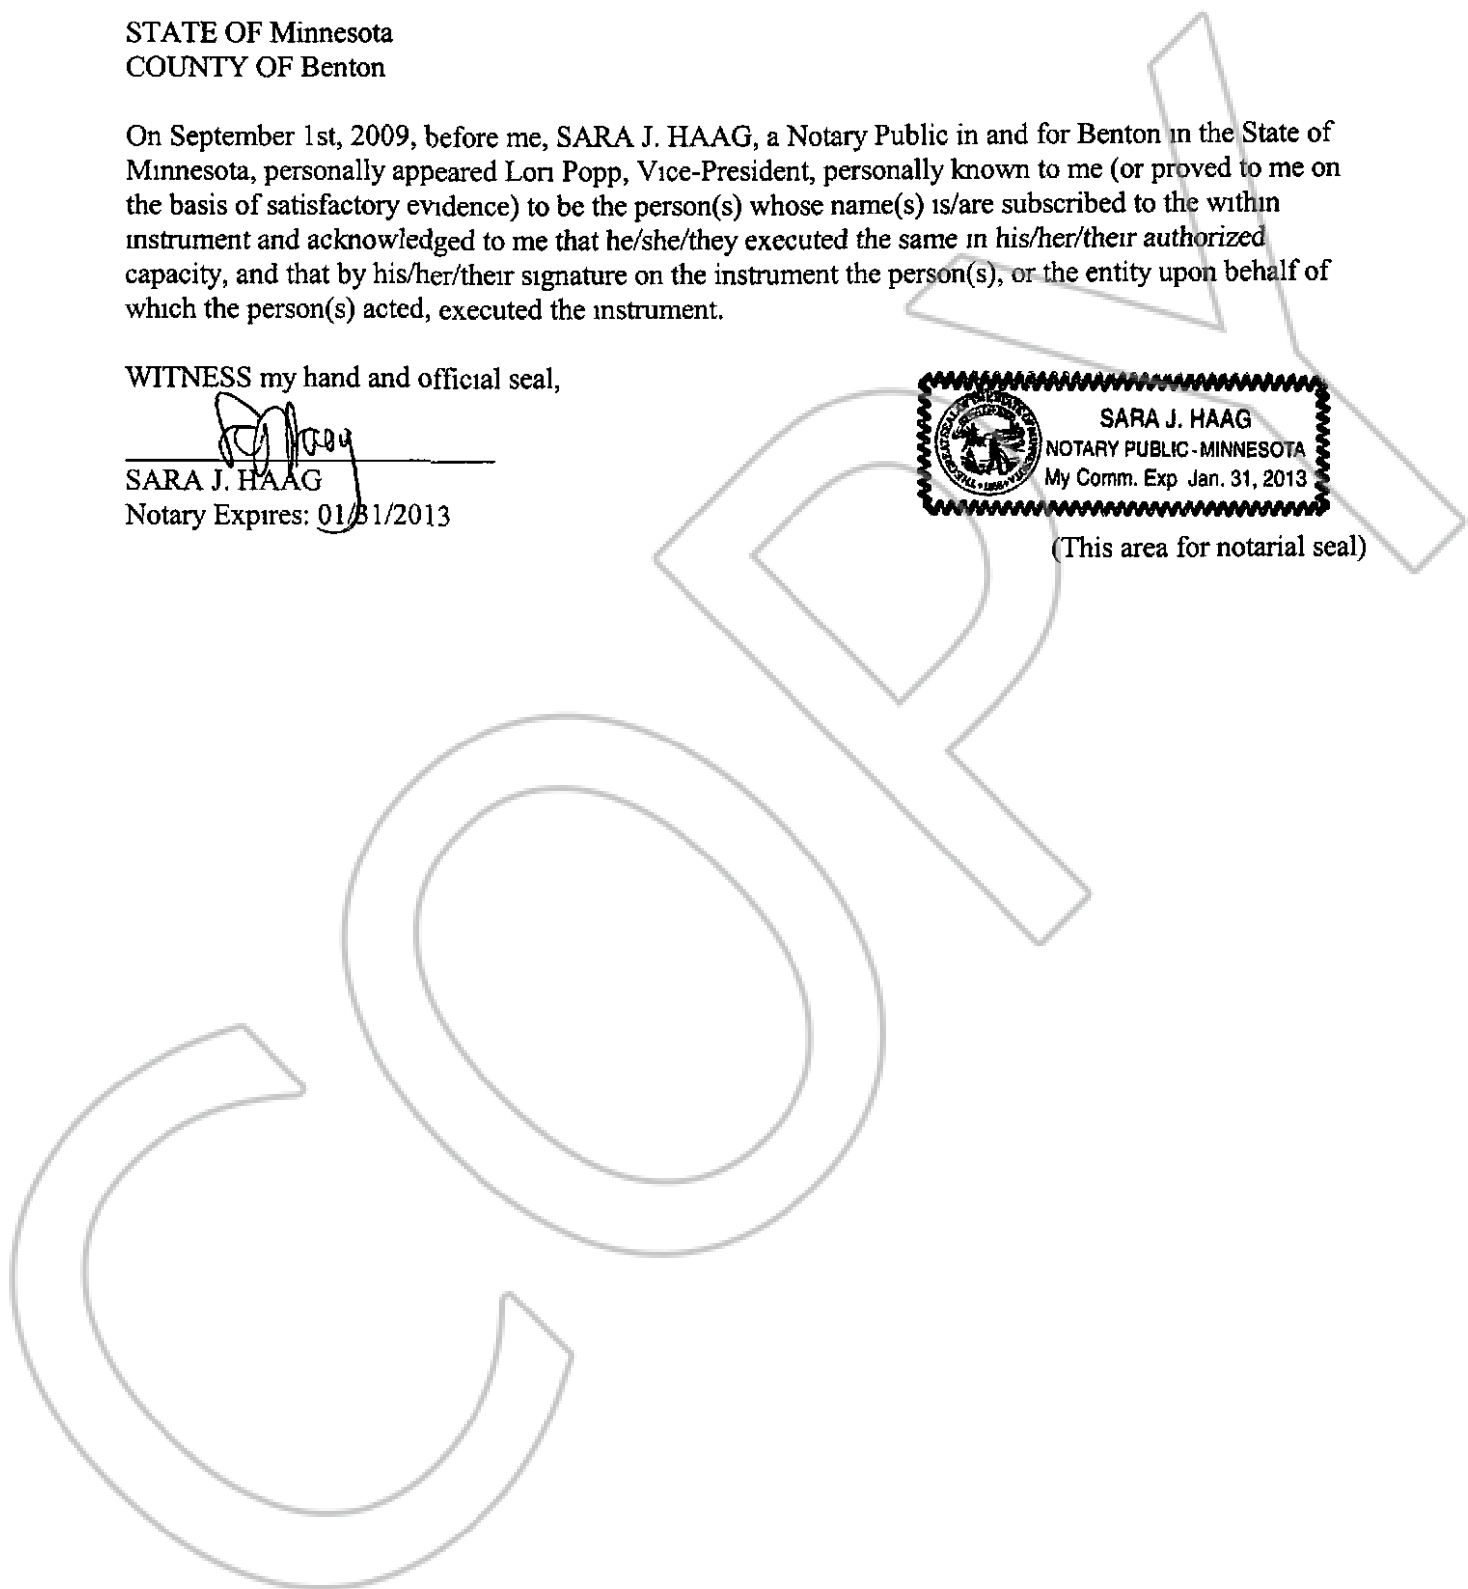 STATE OF Minnesota
COUNTY OF Benton
On September 1st, 2009, before me, SARA J. HAAG, a Notary Public in and for Benton in the State of
Minnesota, personally appeared Lori Popp, Vice-President, personally known to me (or proved to me on
the basis of satisfactory evidence) to be the person(s) whose name(s) is/are subscribed to the within
instrument and acknowledged to me that he/she/they executed the same in his/her/their authorized
capacity, and that by his/her/their signature on the instrument the person(s), or the entity upon behalf of
which the person(s) acted, executed the instrument.
WITNESS my hand and official seal,
SARA J. HAAG
Notary Expires: 01/31/2013
SARA J. HAAG
NOTARY PUBLIC - MINNESOTA
My Comm. Exp Jan. 31, 2013
(This area for notarial seal)
COPY